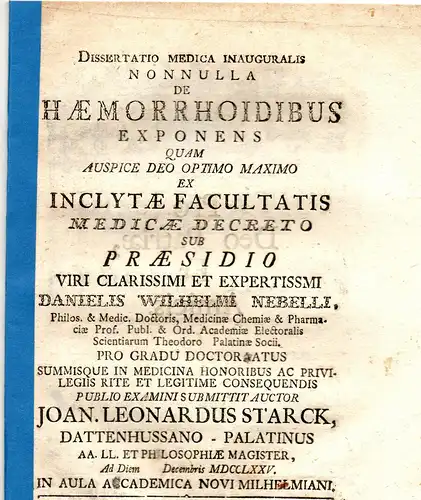 DISSERTATIO MEDICA INAUGURALIS
NONNULLA
DE
HÆMORRHOIDIBUS
EXPONENS
QUAM
AUSPICE DEO OPTIMO MAXIMO
EX
INCLYTÆ FACULTATIS
MEDICÆ DECRETO
SUB
PRÆSIDIO
VIRI CLARISSIMI ET EXPERTISSMI
DANIELIS WILHELMI NEBELLI,
Philos. & Medic. Doctoris, Medicinæ Chemiæ & Pharma-
ciæ Prof. Publ. & Ord. Academiæ Electoralis
Scientiarum Theodoro Palatinæ Socii.
PRO GRADU DOCTORATUS
SUMMISQUE IN MEDICINA HONORIBUS AC PRIVI-
LEGIIS RITE ET LEGITIME CONSEQUENDIS
PUBLIO EXAMINI SUBMITTIT AUCTOR
JOAN. LEONARDUS STARCK,
DATTENHUSSANO - PALATINUS
AA. LL. ET PHILOSOPHIÆ MAGISTER,
Ad Diem Decembris MDCCLXXV.
IN AULA ACADEMICA NOVI MILHELMIANI.